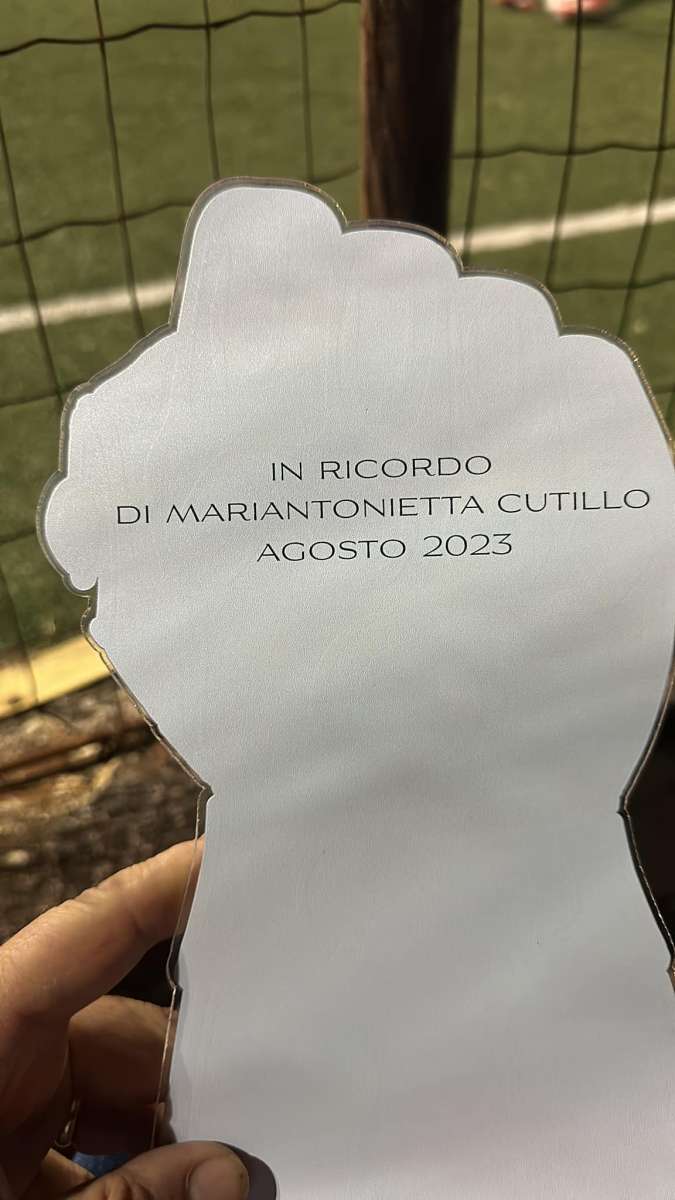 IN RICORDO
DI MARIANTONIETTA CUTILLO
AGOSTO 2023